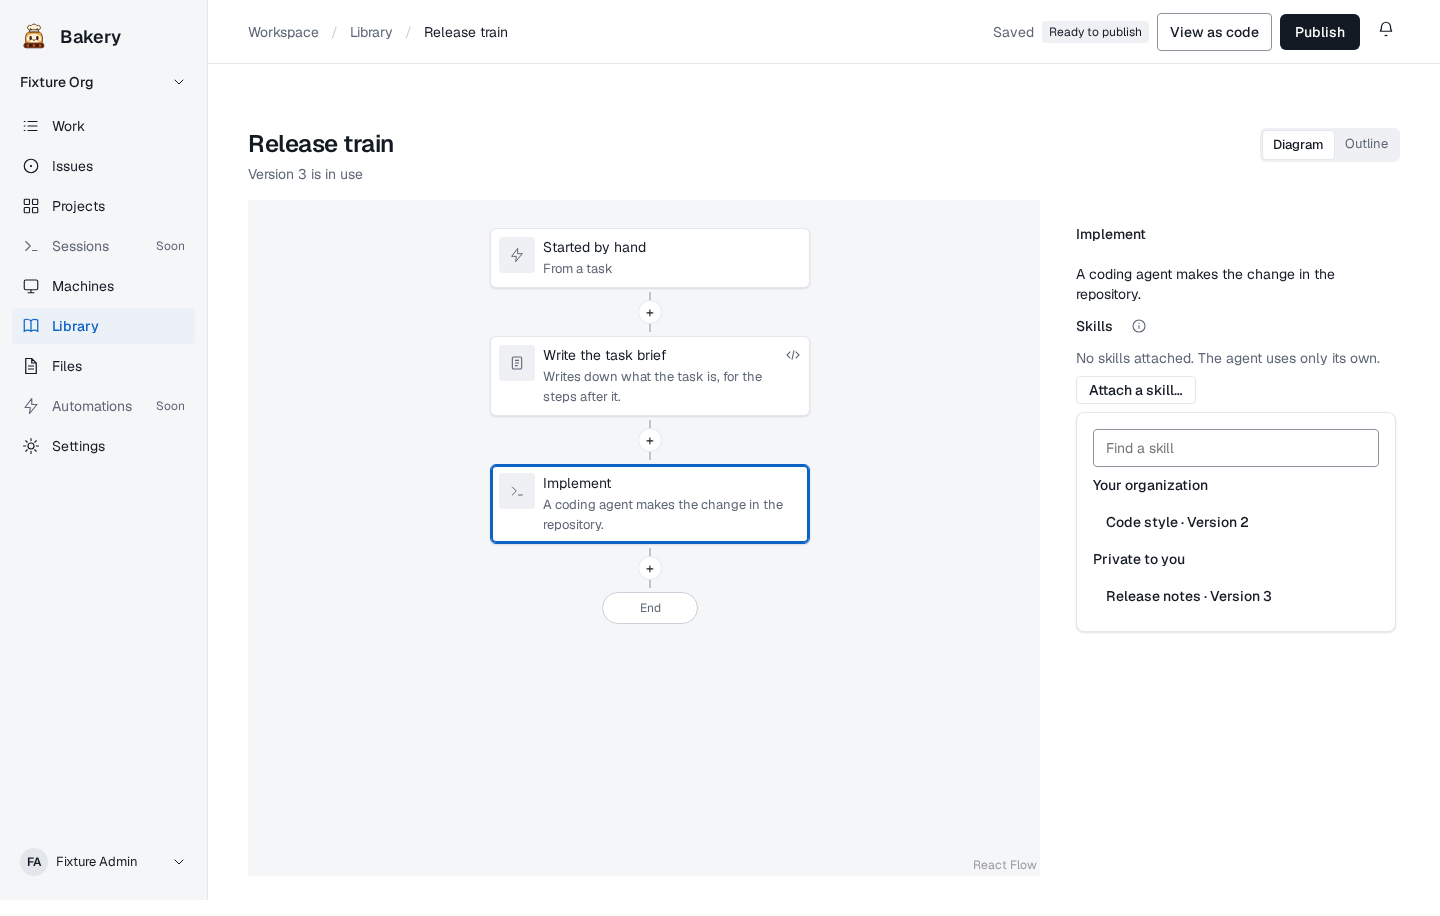 Bakery
Fixture Org
Work
Issues
Projects
Sessions Soon
Machines
Library
Files
Automations Soon
Settings
FA Fixture Admin
Workspace / Library / Release train
Saved Ready to publish View as code Publish
Release train
Version 3 is in use
Diagram Outline
Started by hand
From a task
+
Write the task brief
Writes down what the task is, for the
steps after it.
+
Implement
A coding agent makes the change in the
repository.
+
End
React Flow
Implement
A coding agent makes the change in the
repository.
Skills
No skills attached. The agent uses only its own.
Attach a skill...
Find a skill
Your organization
Code style · Version 2
Private to you
Release notes · Version 3